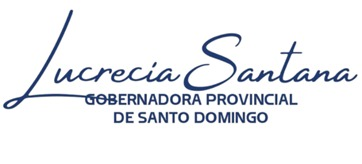 Lucrecia Santana
GOBERNADORA PROVINCIAL
DE SANTO DOMINGO